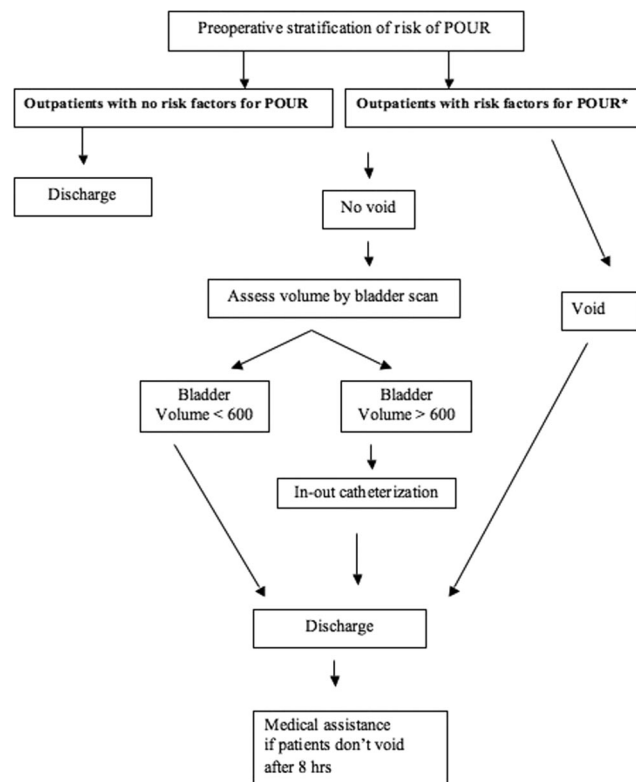 Preoperative stratification of risk of POUR
Outpatients with no risk factors for POUR
Outpatients with risk factors for POUR*
Discharge
No void
Assess volume by bladder scan
Void
Bladder
Volume < 600
Bladder
Volume > 600
In-out catheterization
Discharge
Medical assistance
if patients don't void
after 8 hrs